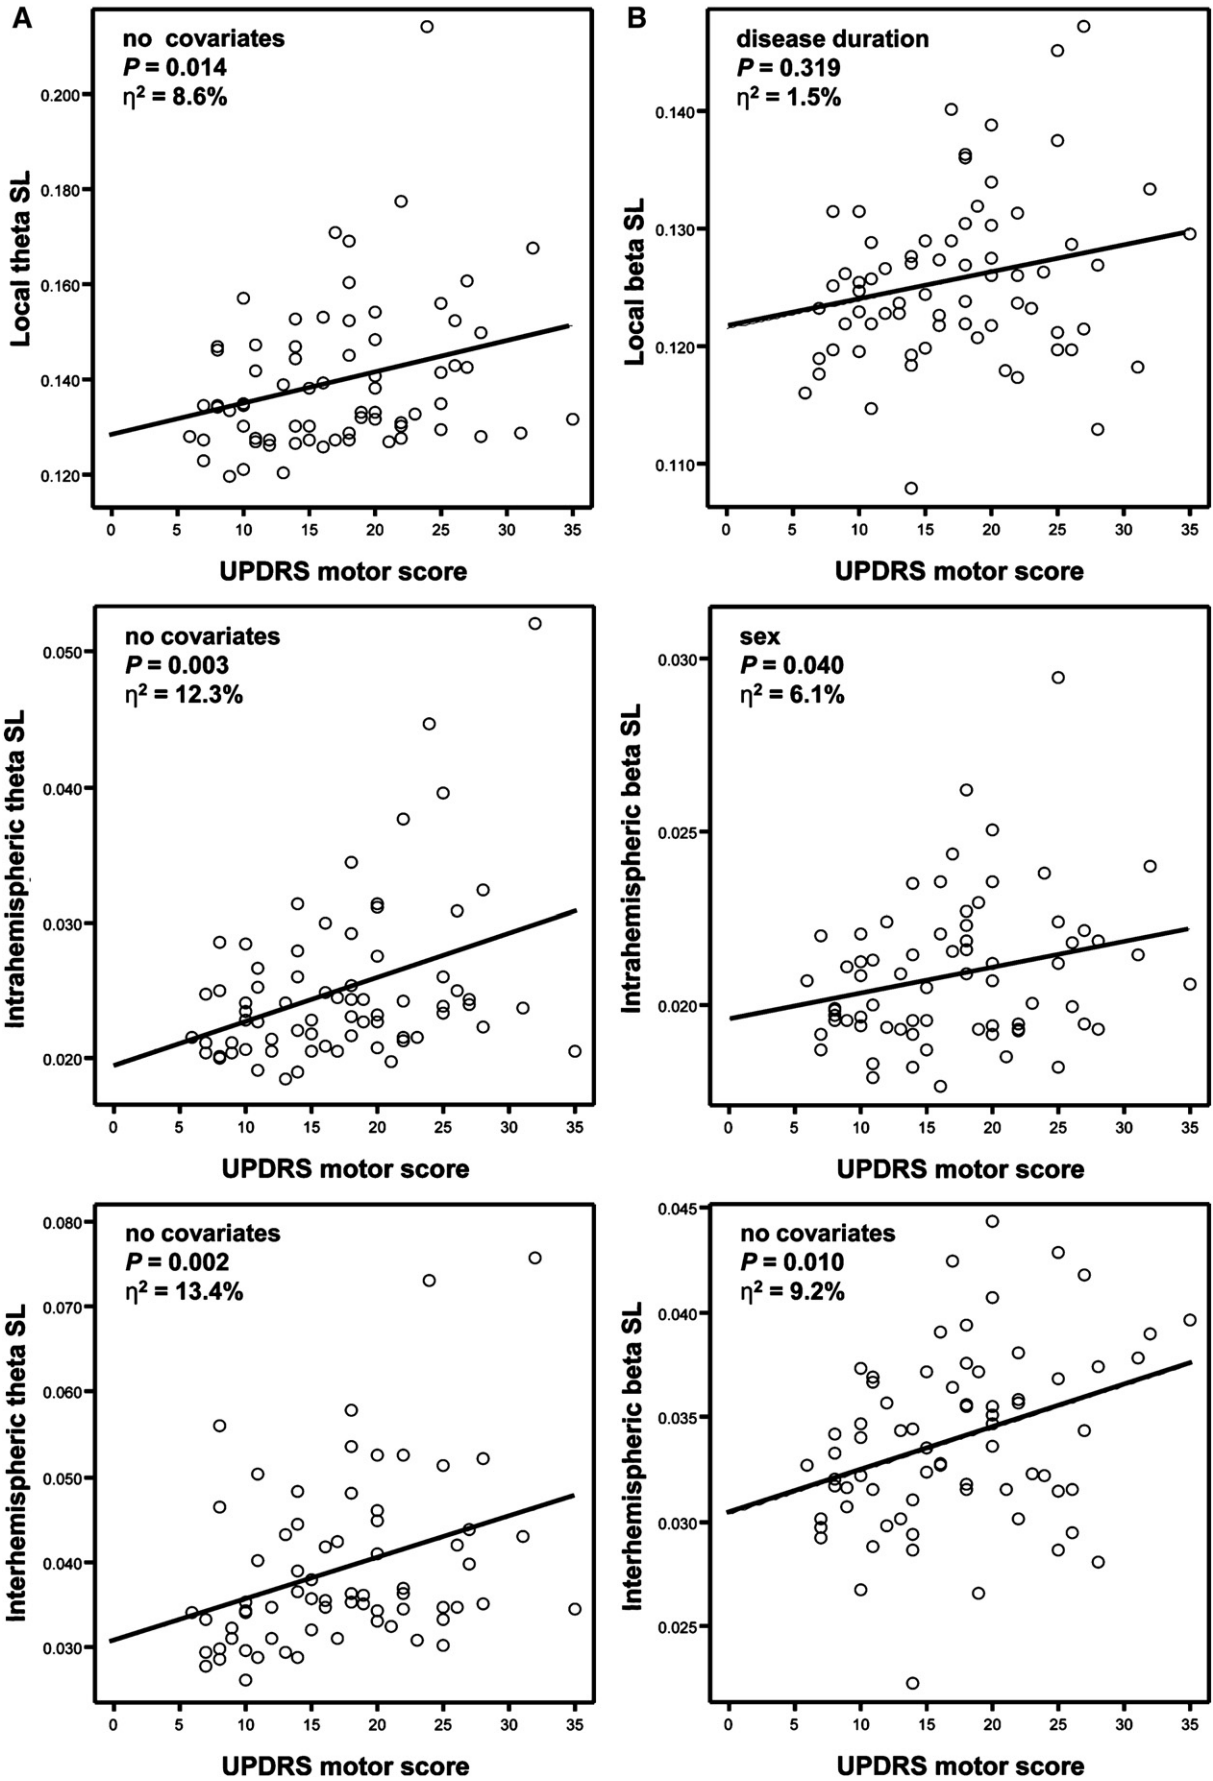 A
no covariates
P = 0.014
η² = 8.6%
0.200
0.180
0.160
0.140
0.120
Local theta SL
0 5 10 15 20 25 30 35
UPDRS motor score
B
disease duration
P = 0.319
η² = 1.5%
0.140
0.130
0.120
0.110
Local beta SL
0 5 10 15 20 25 30 35
UPDRS motor score
no covariates
P = 0.003
η² = 12.3%
0.050
0.040
0.030
0.020
Intrahemispheric theta SL
0 5 10 15 20 25 30 35
UPDRS motor score
sex
P = 0.040
η² = 6.1%
0.030
0.025
0.020
Intrahemispheric beta SL
0 5 10 15 20 25 30 35
UPDRS motor score
no covariates
P = 0.002
η² = 13.4%
0.080
0.070
0.060
0.050
0.040
0.030
Interhemispheric theta SL
0 5 10 15 20 25 30 35
UPDRS motor score
no covariates
P = 0.010
η² = 9.2%
0.045
0.040
0.035
0.030
0.025
Interhemispheric beta SL
0 5 10 15 20 25 30 35
UPDRS motor score